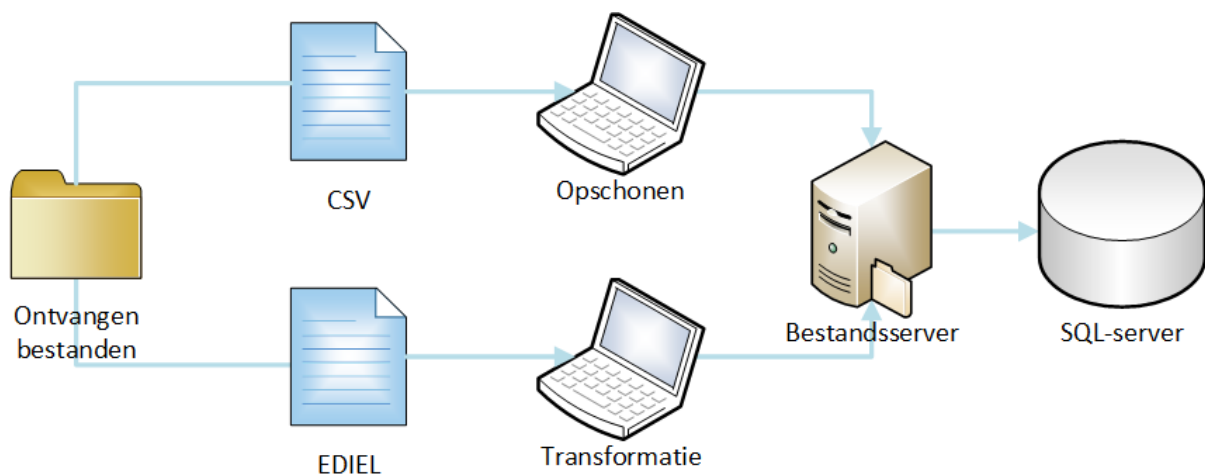 CSV
Opschonen
Ontvangen
bestanden
Bestandsserver
SQL-server
EDIEL
Transformatie